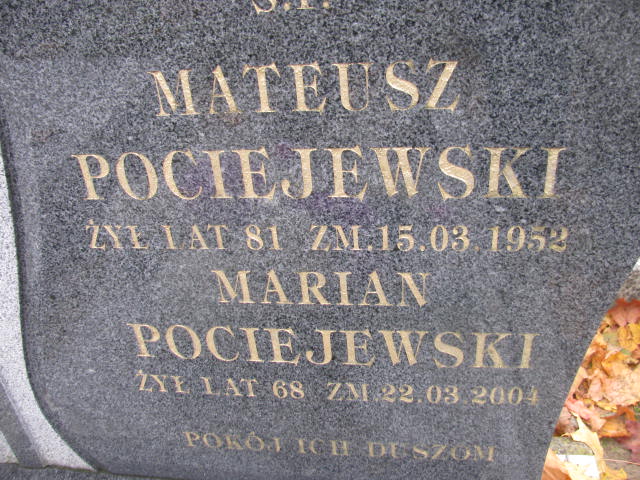 Ś.P.
MATEUSZ
POCIEJEWSKI
ŻYŁ LAT 81 ZM.15.03.1952
MARIAN
POCIEJEWSKI
ŻYŁ LAT 68 ZM.22.03.2004
POKÓJ ICH DUSZOM